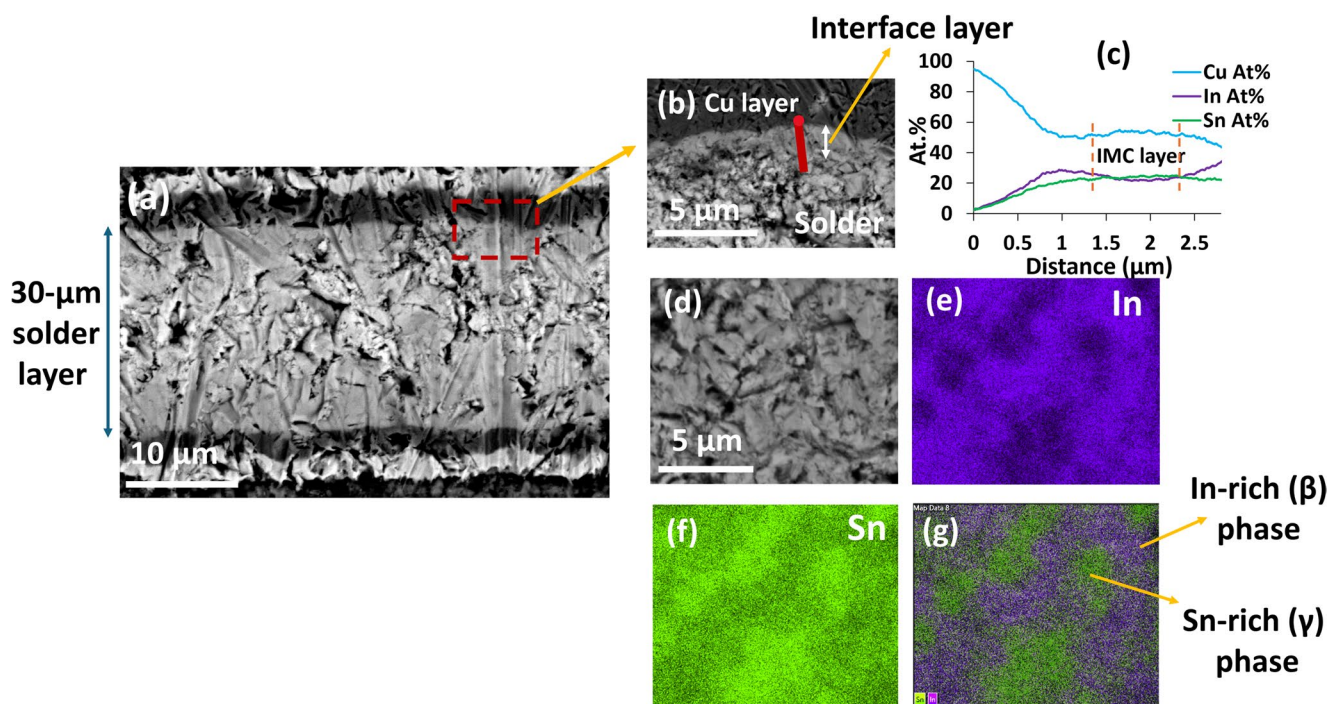 Interface layer
(a)
30-μm
solder
layer
10 μm
(b)
Cu layer
5 μm
Solder
(c)
100
80
60
40
20
0
At.%
Cu At%
In At%
Sn At%
IMC layer
0
0.5
1
1.5
2
2.5
Distance (μm)
(d)
5 μm
(e)
In
(f)
Sn
Map Data 8
(g)
Sn
In
In-rich (β)
phase
Sn-rich (γ)
phase